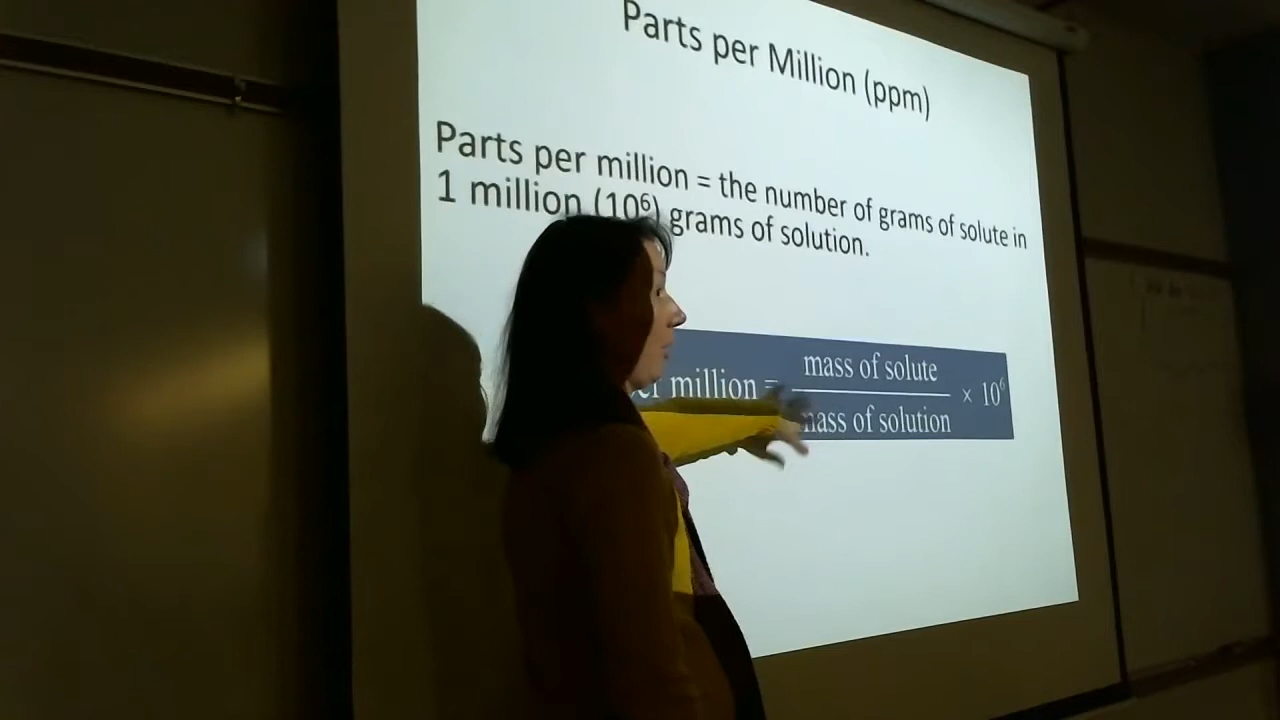 Parts per Million (ppm)
Parts per million = the number of grams of solute in
1 million (10⁶) grams of solution.
million = mass of solute
mass of solution
× 10⁶